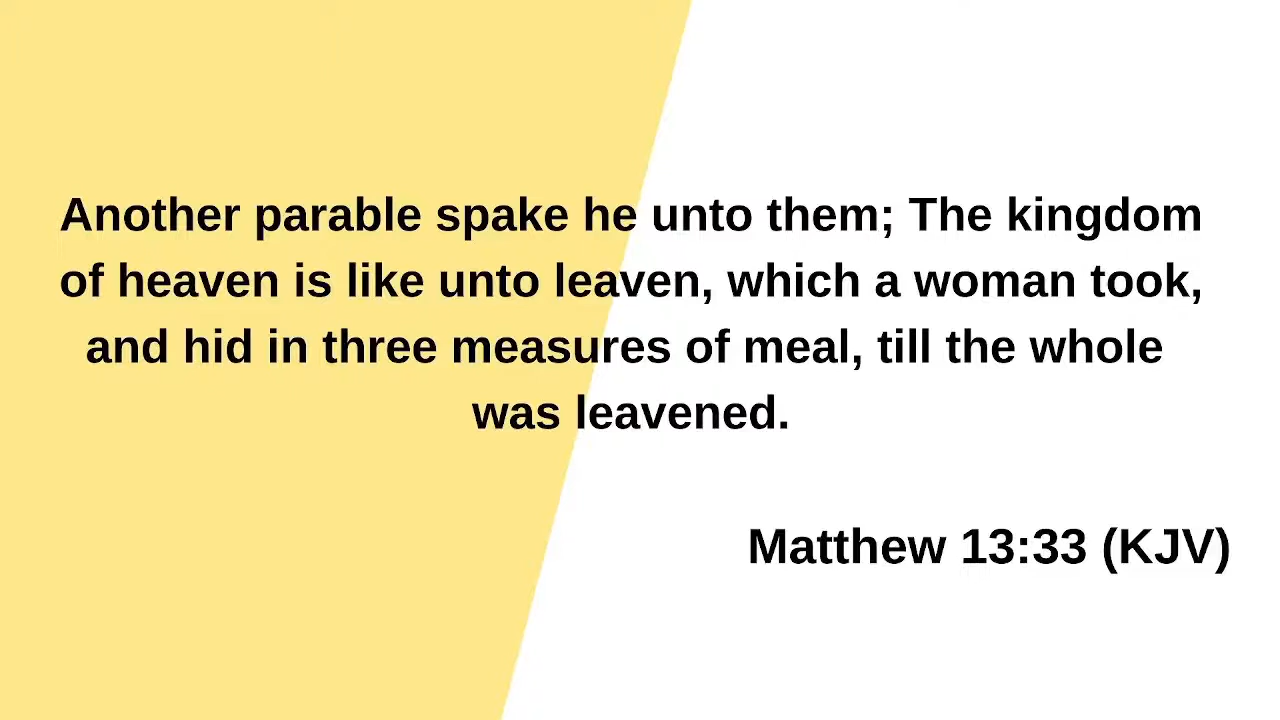 Another parable spake he unto them; The kingdom
of heaven is like unto leaven, which a woman took,
and hid in three measures of meal, till the whole
was leavened.
Matthew 13:33 (KJV)